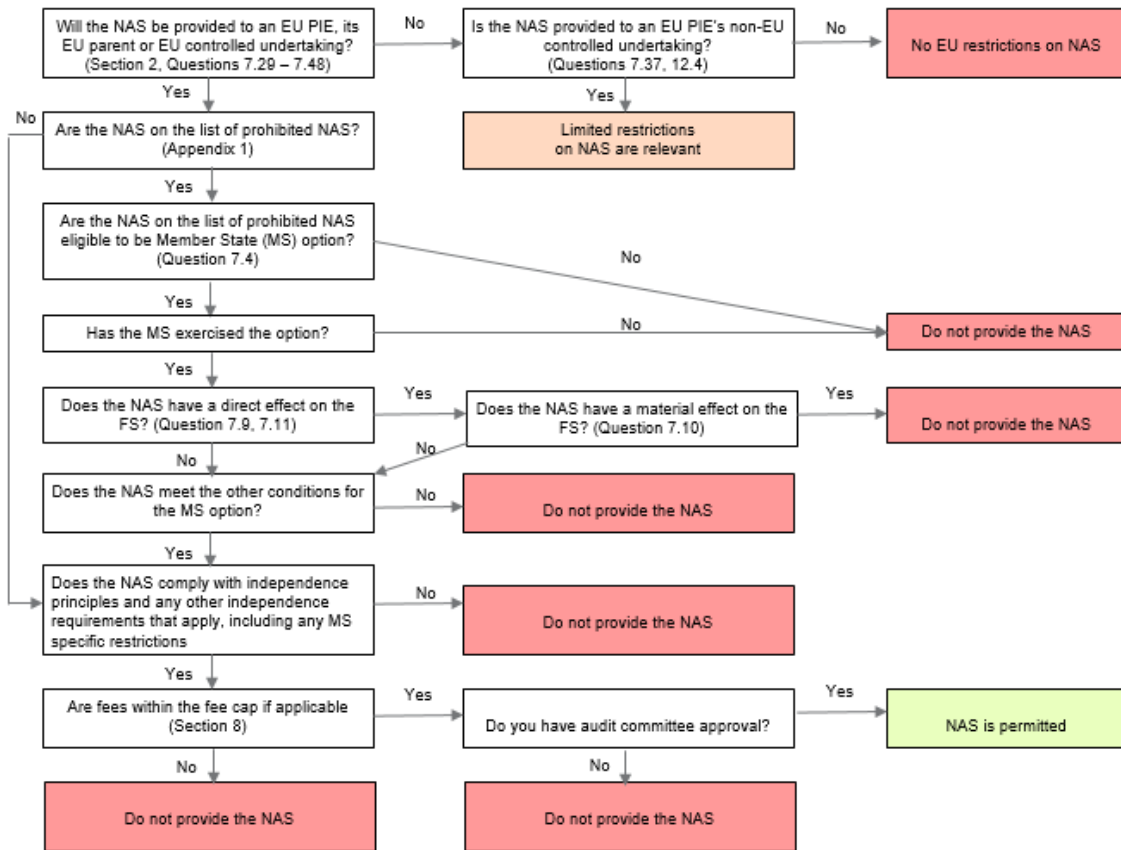 Will the NAS be provided to an EU PIE, its
EU parent or EU controlled undertaking?
(Section 2, Questions 7.29 – 7.48)
No
Is the NAS provided to an EU PIE's non-EU
controlled undertaking?
(Questions 7.37, 12.4)
No
No EU restrictions on NAS
Yes
Yes
No
Are the NAS on the list of prohibited NAS?
(Appendix 1)
Limited restrictions
on NAS are relevant
Yes
Are the NAS on the list of prohibited NAS
eligible to be Member State (MS) option?
(Question 7.4)
No
Yes
Has the MS exercised the option?
No
Do not provide the NAS
Yes
Does the NAS have a direct effect on the
FS? (Question 7.9, 7.11)
Yes
Does the NAS have a material effect on the
FS? (Question 7.10)
Yes
Do not provide the NAS
No
No
Does the NAS meet the other conditions for
the MS option?
No
Do not provide the NAS
Yes
Does the NAS comply with independence
principles and any other independence
requirements that apply, including any MS
specific restrictions
No
Do not provide the NAS
Yes
Are fees within the fee cap if applicable
(Section 8)
Yes
Do you have audit committee approval?
Yes
NAS is permitted
No
No
Do not provide the NAS
Do not provide the NAS